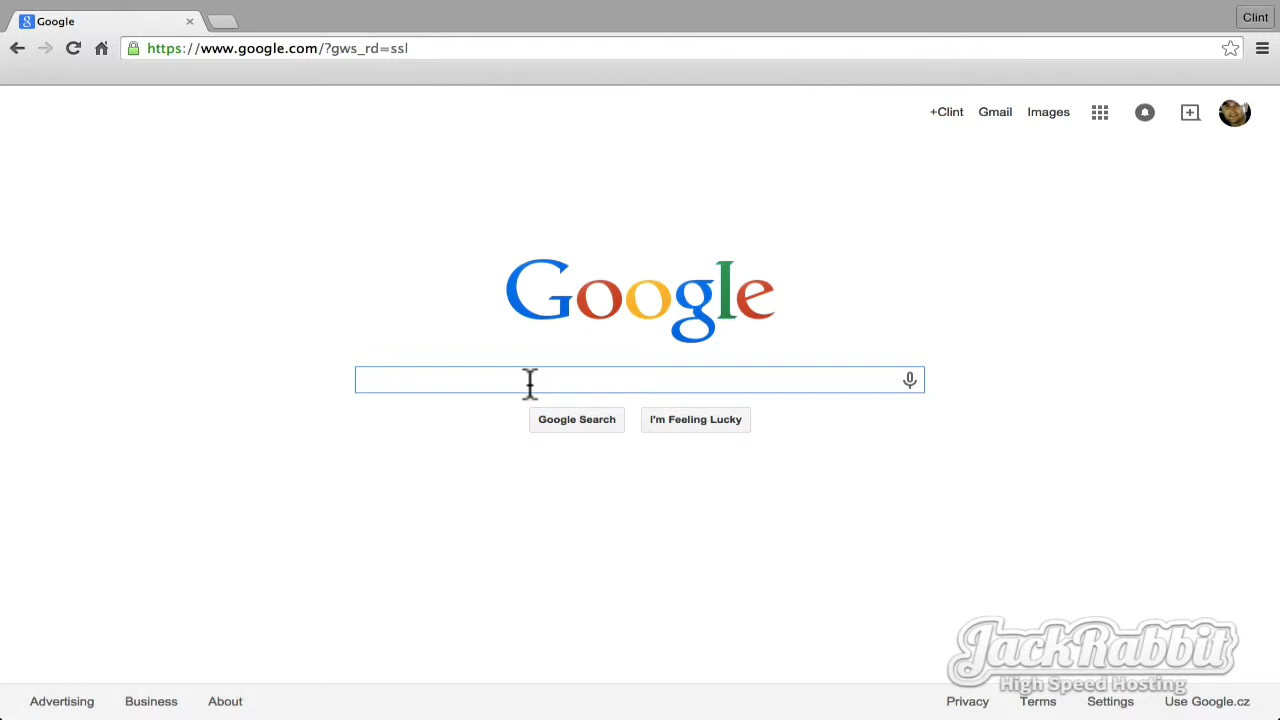 Google
Clint
https://www.google.com/?gws_rd=ssl
+Clint Gmail Images
Google
Google Search I'm Feeling Lucky
JackRabbit
High Speed Hosting
Advertising Business About Privacy Terms Settings Use Google.cz